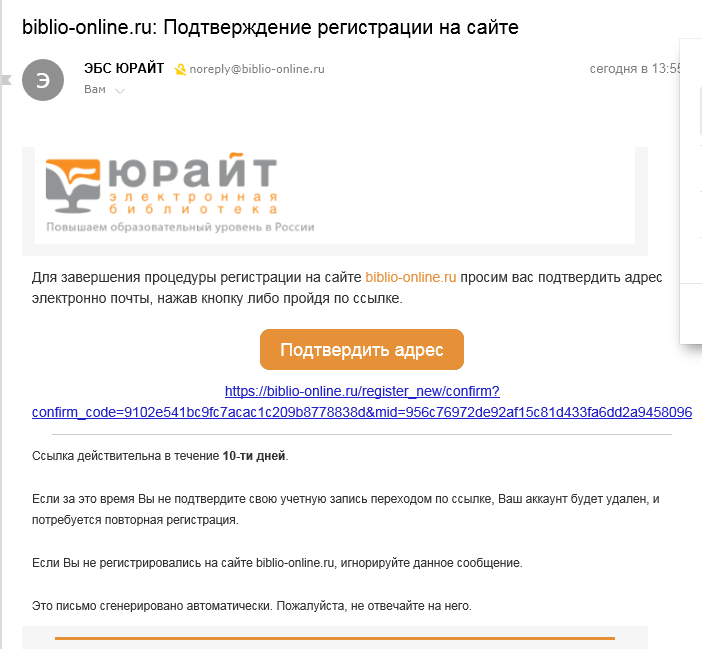 biblio-online.ru: Подтверждение регистрации на сайте
Э
ЭБС ЮРАЙТ noreply@biblio-online.ru сегодня в 13:55
Вам
юрайт
электронная
библиотека
Повышаем образовательный уровень в России
Для завершения процедуры регистрации на сайте biblio-online.ru просим вас подтвердить адрес
электронно почты, нажав кнопку либо пройдя по ссылке.
Подтвердить адрес
https://biblio-online.ru/register_new/confirm?
confirm_code=9102e541bc9fc7acac1c209b8778838d&mid=956c76972de92af15c81d433fa6dd2a9458096
Ссылка действительна в течение 10-ти дней.
Если за это время Вы не подтвердите свою учетную запись переходом по ссылке, Ваш аккаунт будет удален, и
потребуется повторная регистрация.
Если Вы не регистрировались на сайте biblio-online.ru, игнорируйте данное сообщение.
Это письмо сгенерировано автоматически. Пожалуйста, не отвечайте на него.